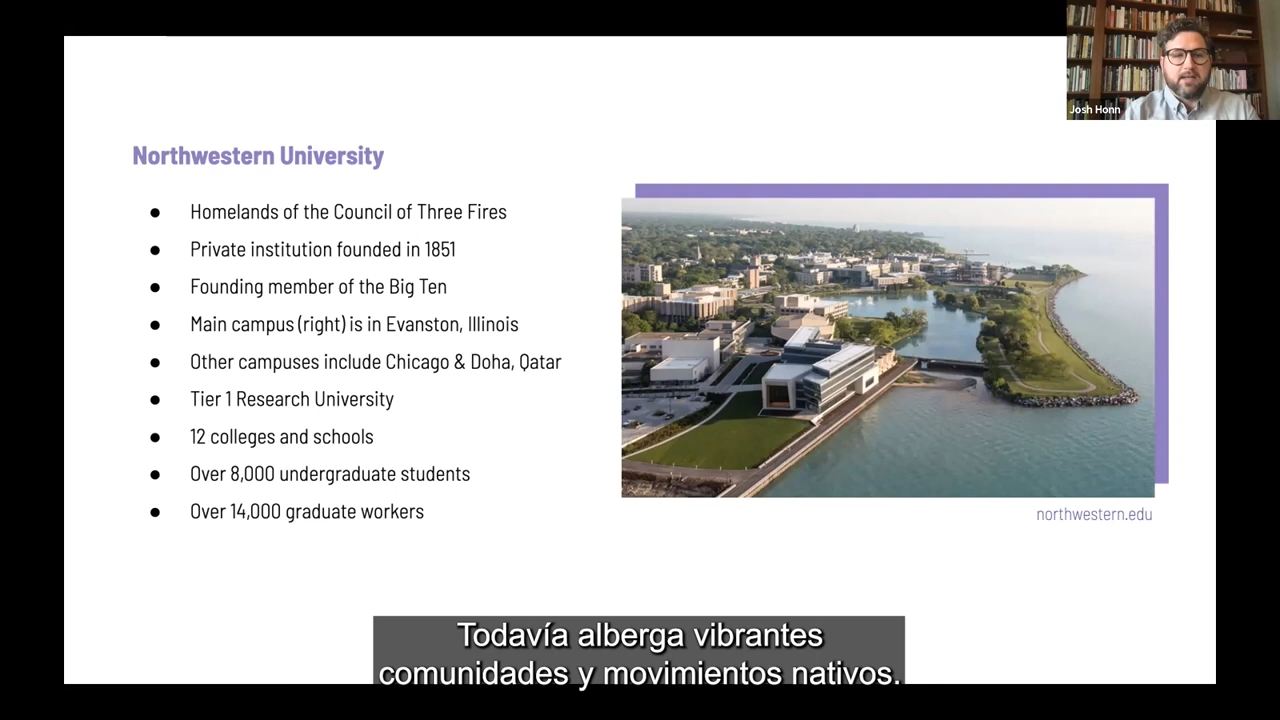 Josh Honn
Northwestern University
● Homelands of the Council of Three Fires
● Private institution founded in 1851
● Founding member of the Big Ten
● Main campus (right) is in Evanston, Illinois
● Other campuses include Chicago & Doha, Qatar
● Tier 1 Research University
● 12 colleges and schools
● Over 8,000 undergraduate students
● Over 14,000 graduate workers
northwestern.edu
Todavía alberga vibrantes
comunidades y movimientos nativos.